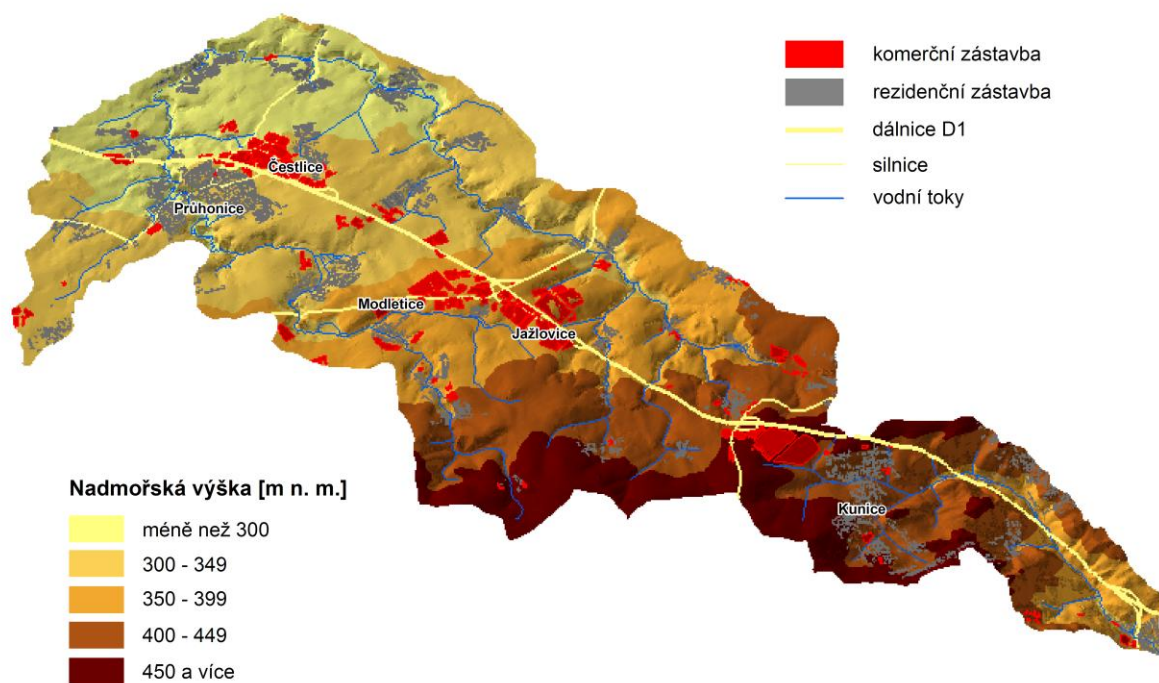 komerční zástavba
rezidenční zástavba
dálnice D1
silnice
vodní toky
Čestlice
Průhonice
Modletice
Jažlovice
Kunice
Nadmořská výška [m n. m.]
méně než 300
300 - 349
350 - 399
400 - 449
450 a více